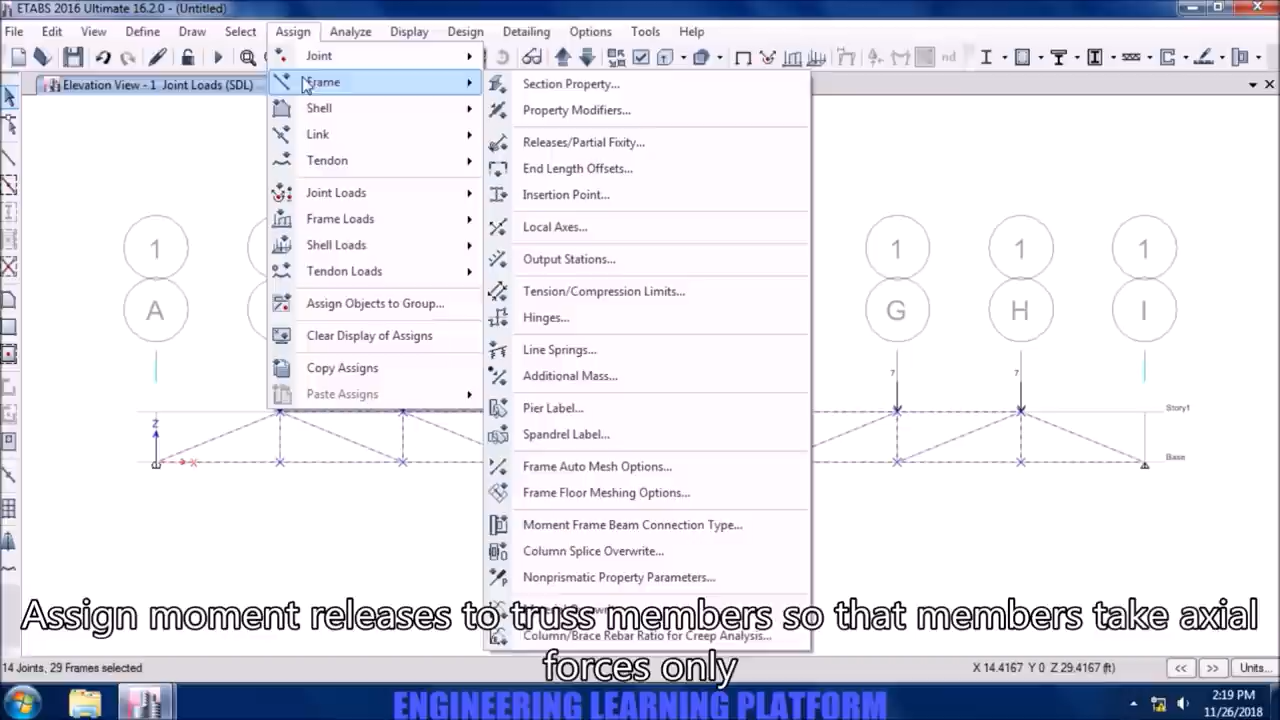 ETABS 2016 Ultimate 16.2.0 - (Untitled)
File Edit View Define Draw Select Assign Analyze Display Design Detailing Options Tools Help
Elevation View - 1 Joint Loads (SDL)
Joint
Frame
Shell
Link
Tendon
Joint Loads
Frame Loads
Shell Loads
Tendon Loads
Assign Objects to Group...
Clear Display of Assigns
Copy Assigns
Paste Assigns
Section Property...
Property Modifiers...
Releases/Partial Fixity...
End Length Offsets...
Insertion Point...
Local Axes...
Output Stations...
Tension/Compression Limits...
Hinges...
Line Springs...
Additional Mass...
Pier Label...
Spandrel Label...
Frame Auto Mesh Options...
Frame Floor Meshing Options...
Moment Frame Beam Connection Type...
Column Splice Overwrite...
Nonprismatic Property Parameters...
Column/Brace Rebar Ratio for Creep Analysis...
1 1 1 1
A G H I
7 7
Z
Story1
Base
Assign moment releases to truss members so that members take axial
forces only
14 Joints, 29 Frames selected
X 14.4167 Y 0 Z 29.4167 (ft)
<< >> Units...
ENGINEERING LEARNING PLATFORM
2:19 PM
11/26/2018